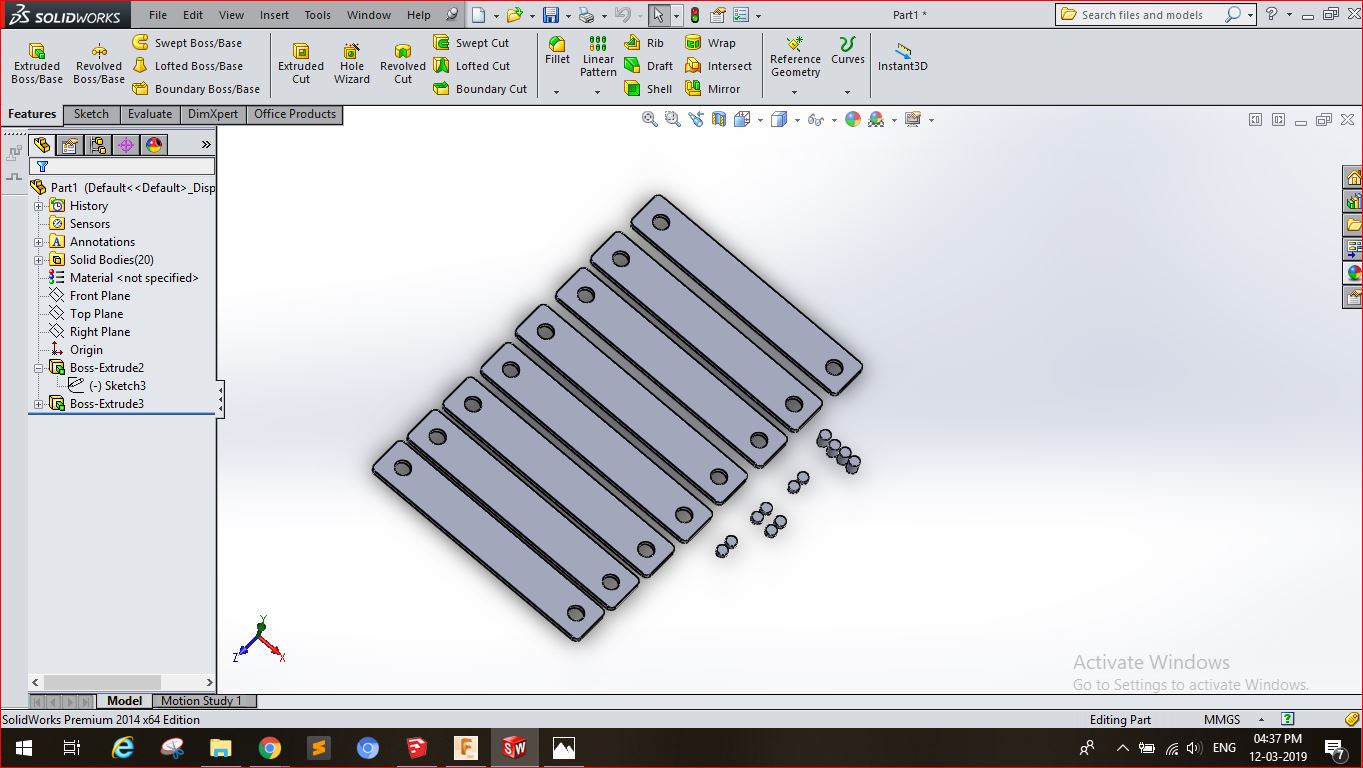 SOLIDWORKS File Edit View Insert Tools Window Help Part1 * Search files and models
Extruded Boss/Base
Revolved Boss/Base
Swept Boss/Base
Lofted Boss/Base
Boundary Boss/Base
Extruded Cut
Hole Wizard
Revolved Cut
Swept Cut
Lofted Cut
Boundary Cut
Fillet
Linear Pattern
Rib
Draft
Shell
Wrap
Intersect
Mirror
Reference Geometry
Curves
Instant3D
Features Sketch Evaluate DimXpert Office Products
Part1 (Default<<Default>_Disp
History
Sensors
Annotations
Solid Bodies(20)
Material <not specified>
Front Plane
Top Plane
Right Plane
Origin
Boss-Extrude2
(-) Sketch3
Boss-Extrude3
Y
Z X
Activate Windows
Go to Settings to activate Windows.
Model Motion Study 1
SolidWorks Premium 2014 x64 Edition Editing Part MMGS
ENG 04:37 PM
12-03-2019 7